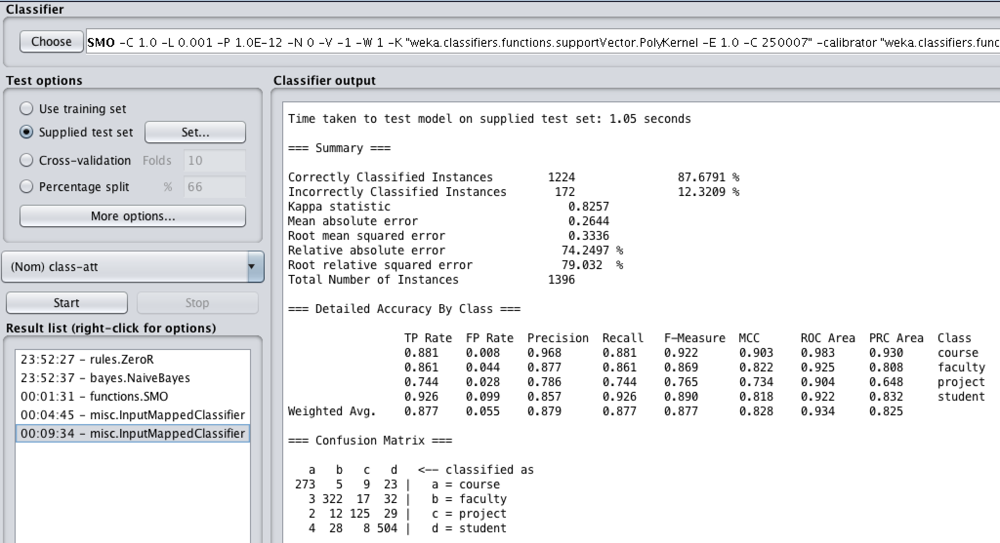 Classifier
Choose SMO -C 1.0 -L 0.001 -P 1.0E-12 -N 0 -V -1 -W 1 -K "weka.classifiers.functions.supportVector.PolyKernel -E 1.0 -C 250007" -calibrator "weka.classifiers.func
Test options
Use training set
Supplied test set Set...
Cross-validation Folds 10
Percentage split % 66
More options...
(Nom) class-att
Start Stop
Result list (right-click for options)
23:52:27 - rules.ZeroR
23:52:37 - bayes.NaiveBayes
00:01:31 - functions.SMO
00:04:45 - misc.InputMappedClassifier
00:09:34 - misc.InputMappedClassifier
Classifier output
Time taken to test model on supplied test set: 1.05 seconds
=== Summary ===
Correctly Classified Instances 1224 87.6791 %
Incorrectly Classified Instances 172 12.3209 %
Kappa statistic 0.8257
Mean absolute error 0.2644
Root mean squared error 0.3336
Relative absolute error 74.2497 %
Root relative squared error 79.032 %
Total Number of Instances 1396
=== Detailed Accuracy By Class ===
TP Rate FP Rate Precision Recall F-Measure MCC ROC Area PRC Area Class
0.881 0.008 0.968 0.881 0.922 0.903 0.983 0.930 course
0.861 0.044 0.877 0.861 0.869 0.822 0.925 0.808 faculty
0.744 0.028 0.786 0.744 0.765 0.734 0.904 0.648 project
0.926 0.099 0.857 0.926 0.890 0.818 0.922 0.832 student
Weighted Avg. 0.877 0.055 0.879 0.877 0.877 0.828 0.934 0.825
=== Confusion Matrix ===
a b c d <-- classified as
273 5 9 23 | a = course
3 322 17 32 | b = faculty
2 12 125 29 | c = project
4 28 8 504 | d = student